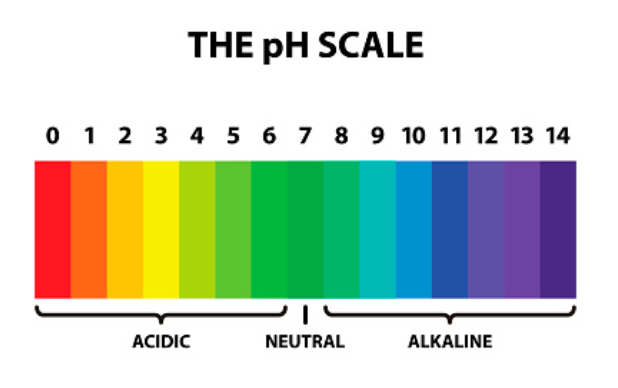 THE pH SCALE
0 1 2 3 4 5 6 7 8 9 10 11 12 13 14
ACIDIC NEUTRAL ALKALINE